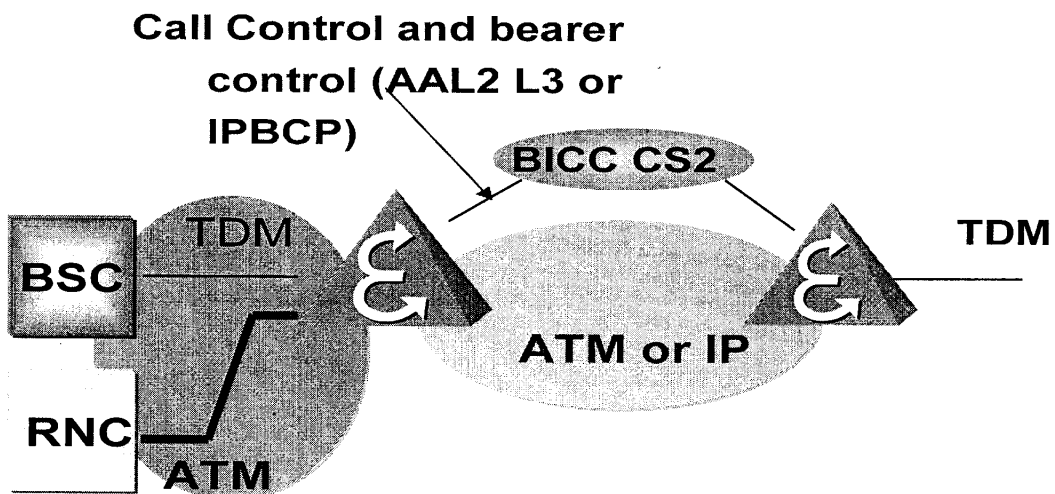 Call Control and bearer
control (AAL2 L3 or
IPBCP)
BICC CS2
TDM
TDM
BSC
ATM or IP
RNC
ATM